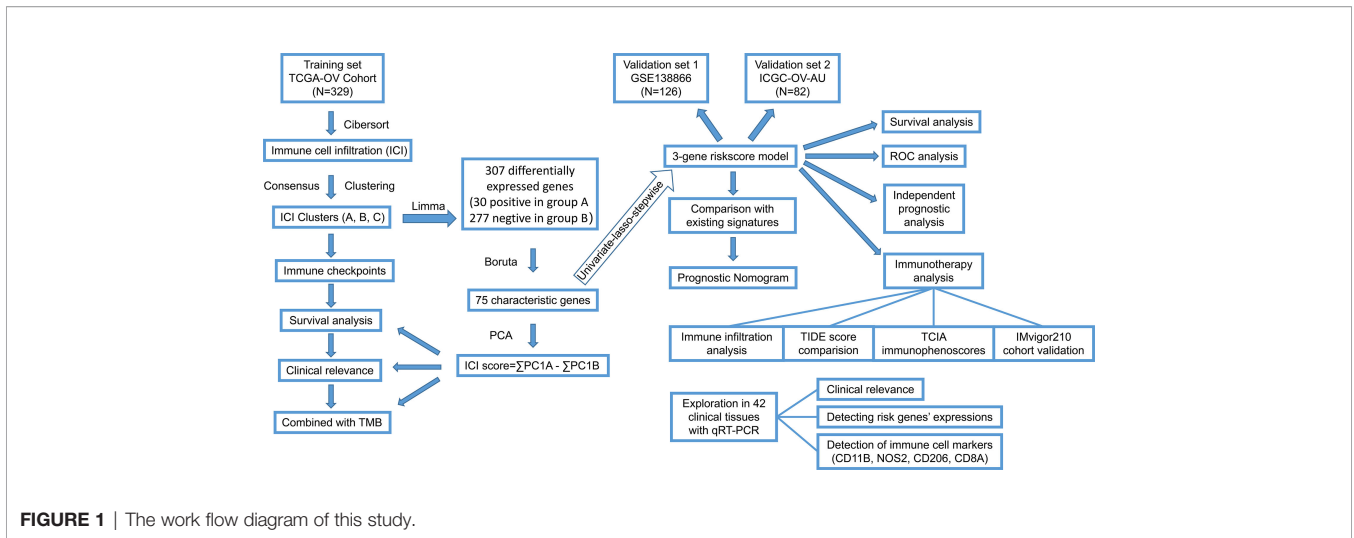 Training set
TCGA-OV Cohort
(N=329)
Cibersort
Immune cell infiltration (ICI)
Consensus Clustering
ICI Clusters (A, B, C)
Limma
Immune checkpoints
Survival analysis
Clinical relevance
Combined with TMB
307 differentially
expressed genes
(30 positive in group A
277 negtive in group B)
Boruta
75 characteristic genes
PCA
ICI score=∑PC1A - ∑PC1B
Univariate-lasso-stepwise
Validation set 1
GSE138866
(N=126)
Validation set 2
ICGC-OV-AU
(N=82)
3-gene riskscore model
Comparison with
existing signatures
Prognostic Nomogram
Survival analysis
ROC analysis
Independent
prognostic
analysis
Immunotherapy
analysis
Immune infiltration
analysis
TIDE score
comparision
TCIA
immunophenoscores
IMvigor210
cohort validation
Exploration in 42
clinical tissues
with qRT-PCR
Clinical relevance
Detecting risk genes' expressions
Detection of immune cell markers
(CD11B, NOS2, CD206, CD8A)
FIGURE 1 | The work flow diagram of this study.